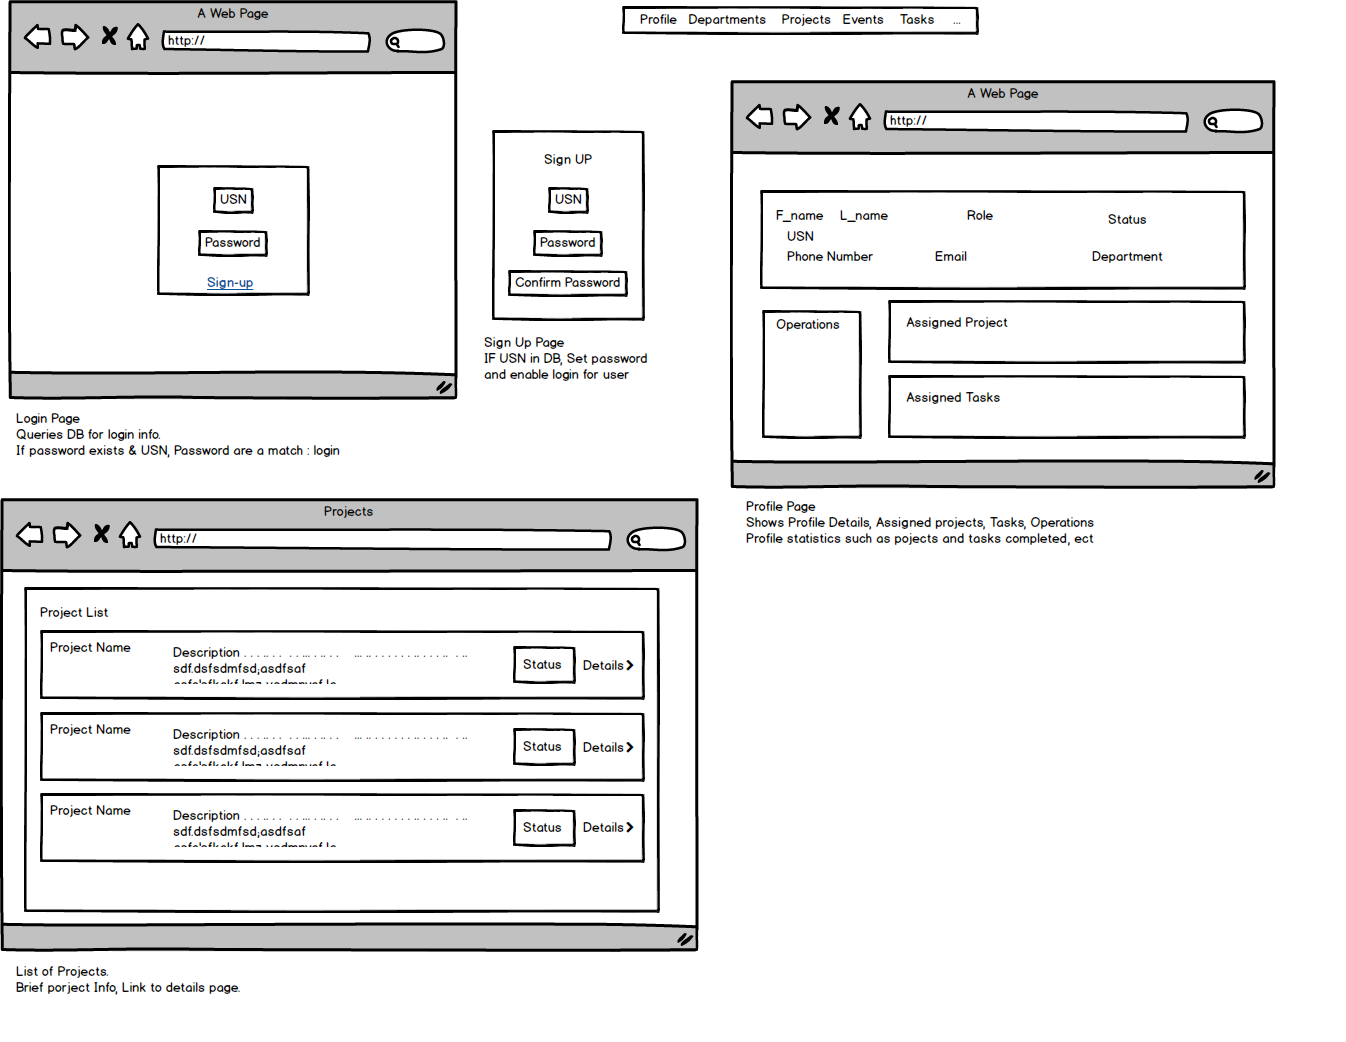 A Web Page
http://
USN
Password
Sign-up
Login Page
Queries DB for login info.
If password exists & USN, Password are a match : login
Sign UP
USN
Password
Confirm Password
Sign Up Page
IF USN in DB, Set password
and enable login for user
Profile Departments Projects Events Tasks ...
A Web Page
http://
F_name L_name Role Status
USN
Phone Number Email Department
Operations
Assigned Project
Assigned Tasks
Profile Page
Shows Profile Details, Assigned projects, Tasks, Operations
Profile statistics such as pojects and tasks completed, ect
Projects
http://
Project List
Project Name Description Status Details
sdf.dsfsdmfsd;asdfsaf
Project Name Description Status Details
sdf.dsfsdmfsd;asdfsaf
Project Name Description Status Details
sdf.dsfsdmfsd;asdfsaf
List of Projects.
Brief porject Info, Link to details page.